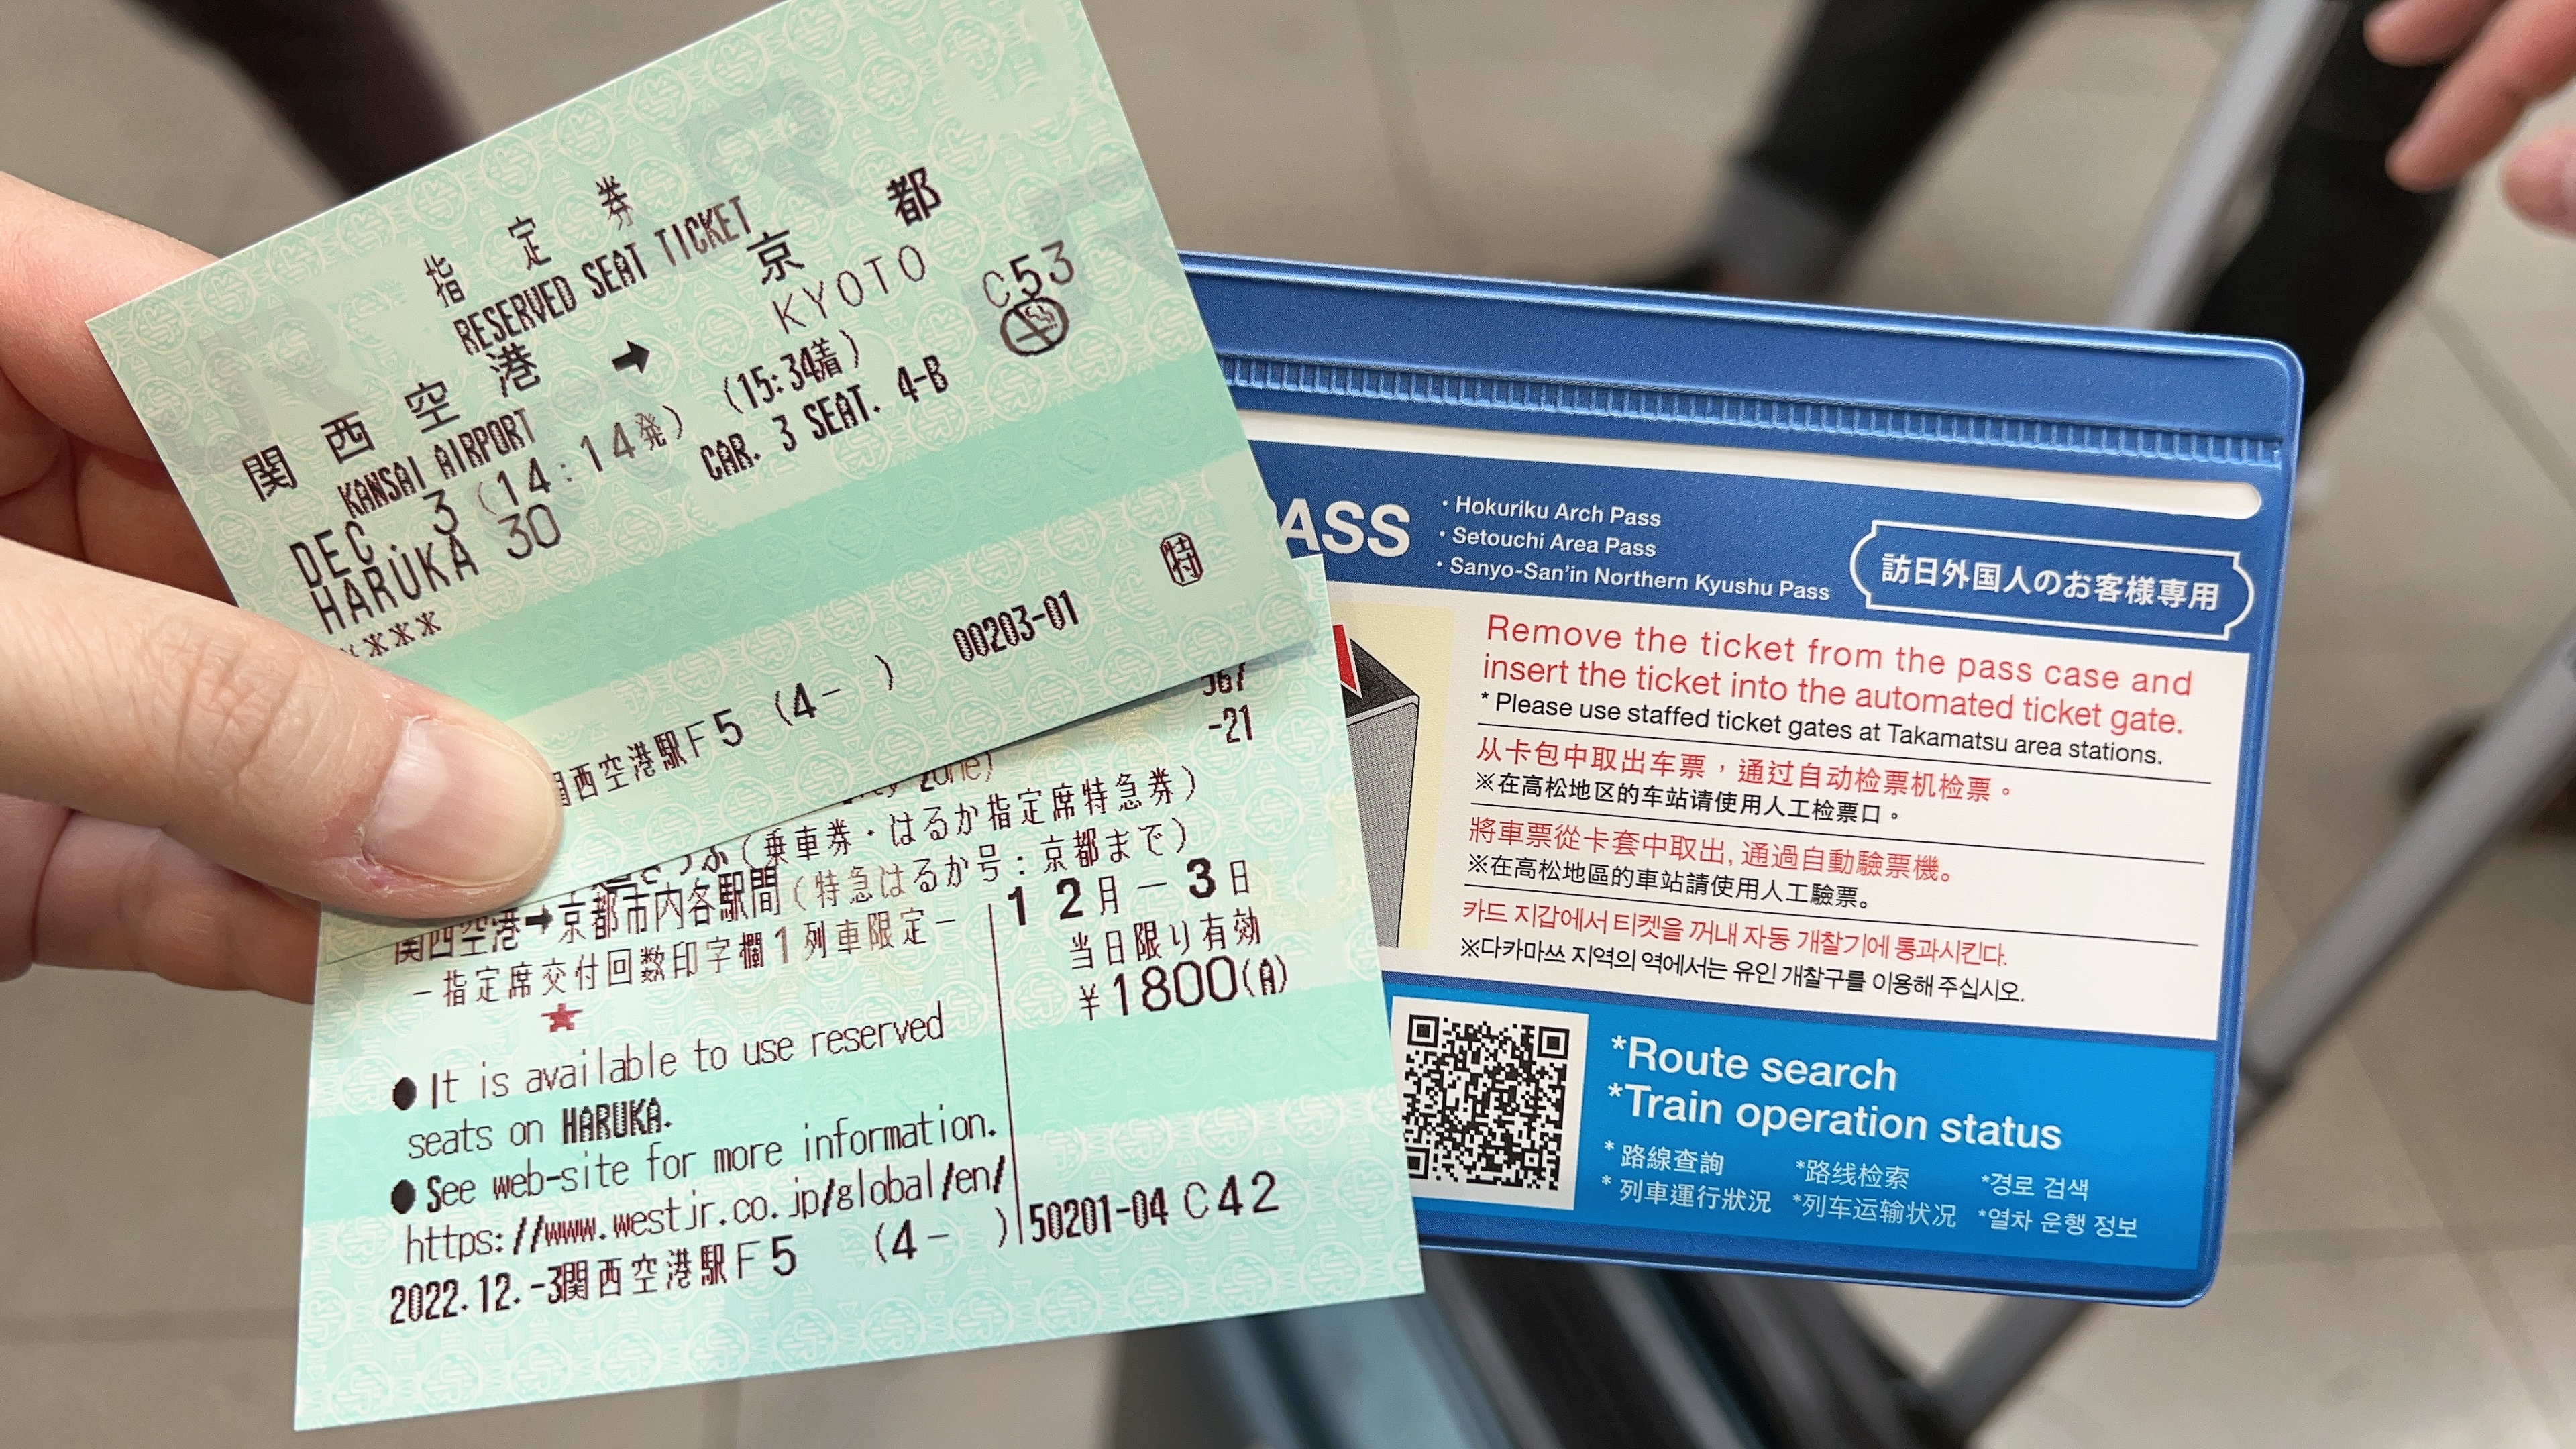 指定券
RESERVED SEAT TICKET
関西空港 ➡ 京都
KANSAI AIRPORT KYOTO
DEC. 3 (14:14発) (15:34着) C53
HARUKA 30 CAR. 3 SEAT. 4-B
***
00203-01 特
西空港駅F5 (4- )
-21
(乗車券・はるか指定席特急券)
関西空港➡京都市内各駅間(特急はるか号:京都まで)
-指定席交付回数印字欄1列車限定-
★
12月-3日
当日限り有効
¥1800(A)
●It is available to use reserved
seats on HARUKA.
●See web-site for more information.
https://www.westjr.co.jp/global/en/
2022.12.-3関西空港駅F5 (4- ) 50201-04 C42
PASS
・Hokuriku Arch Pass
・Setouchi Area Pass
・Sanyo-San'in Northern Kyushu Pass
訪日外国人のお客様専用
Remove the ticket from the pass case and
insert the ticket into the automated ticket gate.
* Please use staffed ticket gates at Takamatsu area stations.
从卡包中取出车票，通过自动检票机检票。
※在高松地区的车站请使用人工检票口。
將車票從卡套中取出, 通過自動驗票機。
※在高松地區的車站請使用人工驗票。
카드 지갑에서 티켓을 꺼내 자동 개찰기에 통과시킨다.
※다카마쓰 지역의 역에서는 유인 개찰구를 이용해 주십시오.
*Route search
*Train operation status
*路線查詢 *路线检索 *경로 검색
*列車運行狀況 *列车运输状况 *열차 운행 정보